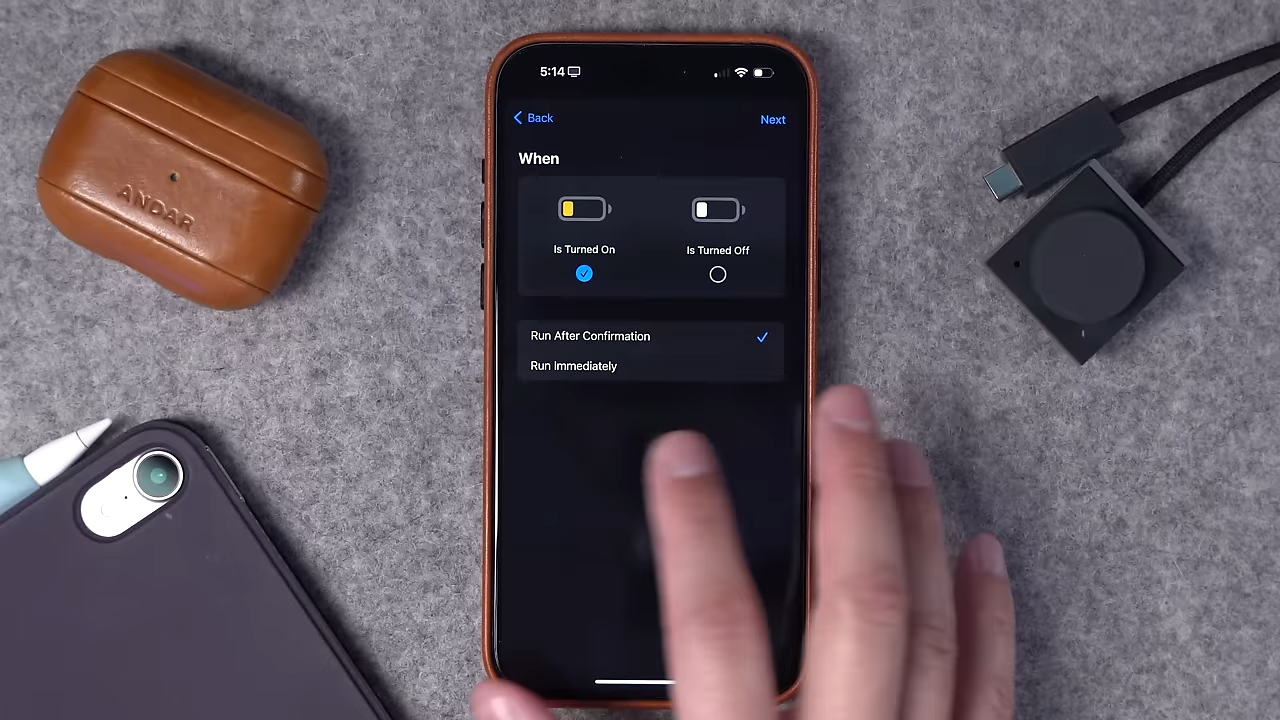 5:14
Back
Next
When
Is Turned On
Is Turned Off
Run After Confirmation
Run Immediately
ANDAR